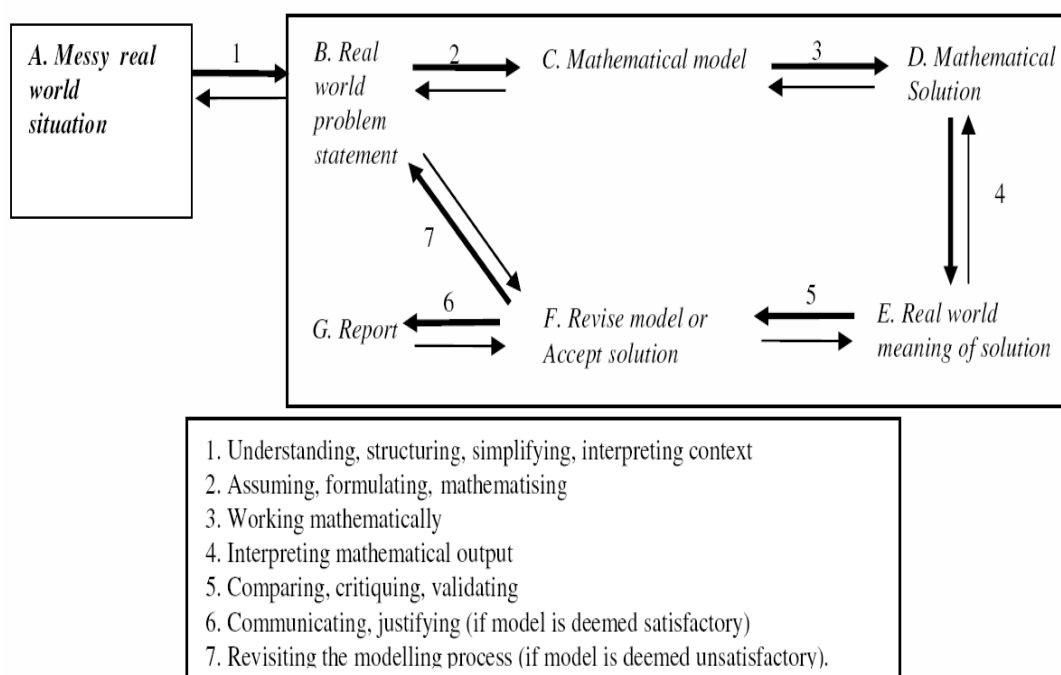 A. Messy real
world
situation
1
B. Real
world
problem
statement
2
C. Mathematical model
3
D. Mathematical
Solution
4
7
6
G. Report
F. Revise model or
Accept solution
5
E. Real world
meaning of solution
1. Understanding, structuring, simplifying, interpreting context
2. Assuming, formulating, mathematising
3. Working mathematically
4. Interpreting mathematical output
5. Comparing, critiquing, validating
6. Communicating, justifying (if model is deemed satisfactory)
7. Revisiting the modelling process (if model is deemed unsatisfactory).